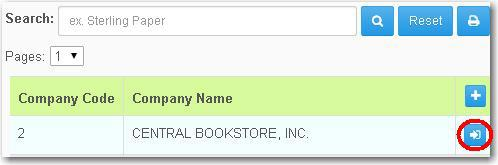 Search: ex. Sterling Paper Reset
Pages: 1
Company Code Company Name
2 CENTRAL BOOKSTORE, INC.